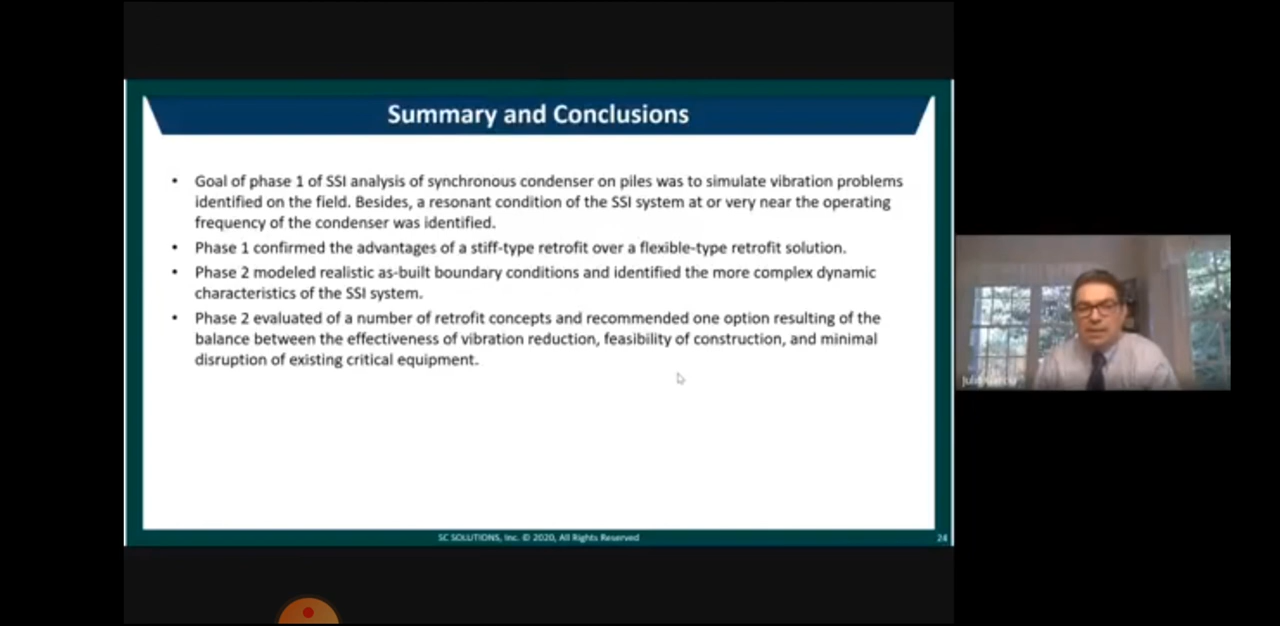 Summary and Conclusions
• Goal of phase 1 of SSI analysis of synchronous condenser on piles was to simulate vibration problems
identified on the field. Besides, a resonant condition of the SSI system at or very near the operating
frequency of the condenser was identified.
• Phase 1 confirmed the advantages of a stiff-type retrofit over a flexible-type retrofit solution.
• Phase 2 modeled realistic as-built boundary conditions and identified the more complex dynamic
characteristics of the SSI system.
• Phase 2 evaluated of a number of retrofit concepts and recommended one option resulting of the
balance between the effectiveness of vibration reduction, feasibility of construction, and minimal
disruption of existing critical equipment.
SC SOLUTIONS, Inc. © 2020, All Rights Reserved
24